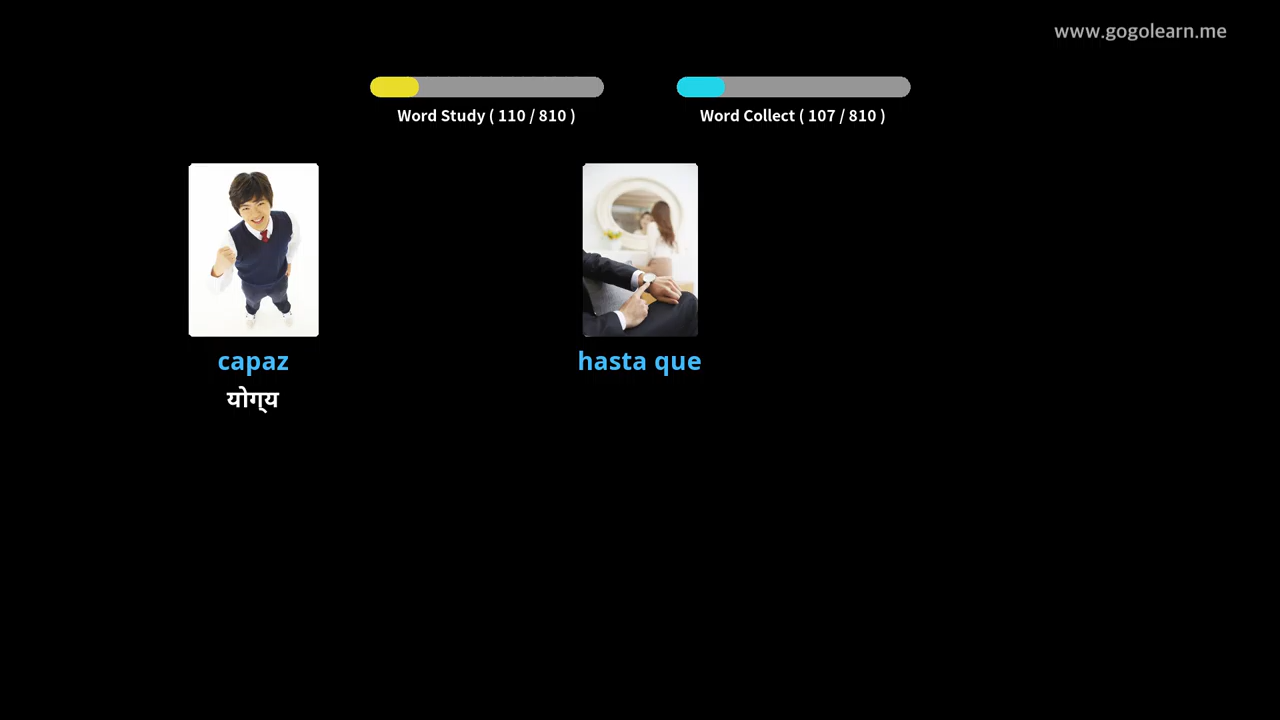 www.gogolearn.me
Word Study ( 110 / 810 )
Word Collect ( 107 / 810 )
capaz
योग्य
hasta que